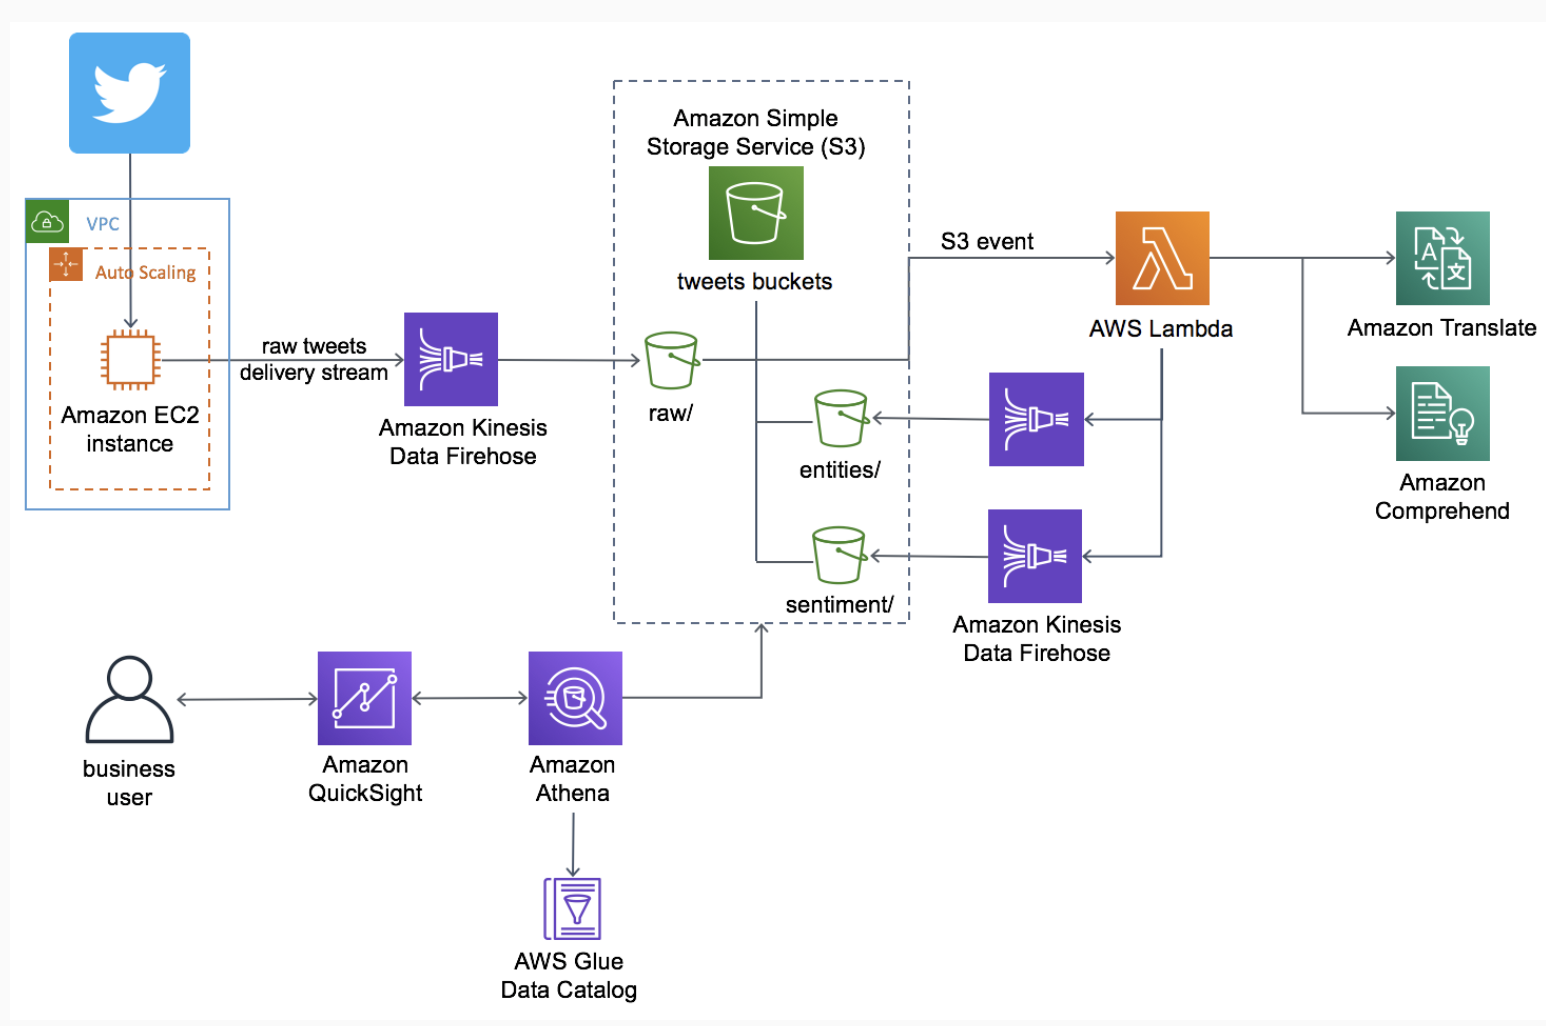 VPC
Auto Scaling
Amazon EC2
instance
raw tweets
delivery stream
Amazon Kinesis
Data Firehose
Amazon Simple
Storage Service (S3)
tweets buckets
raw/
entities/
sentiment/
S3 event
AWS Lambda
A
文
Amazon Translate
Amazon
Comprehend
Amazon Kinesis
Data Firehose
business
user
Amazon
QuickSight
Amazon
Athena
AWS Glue
Data Catalog